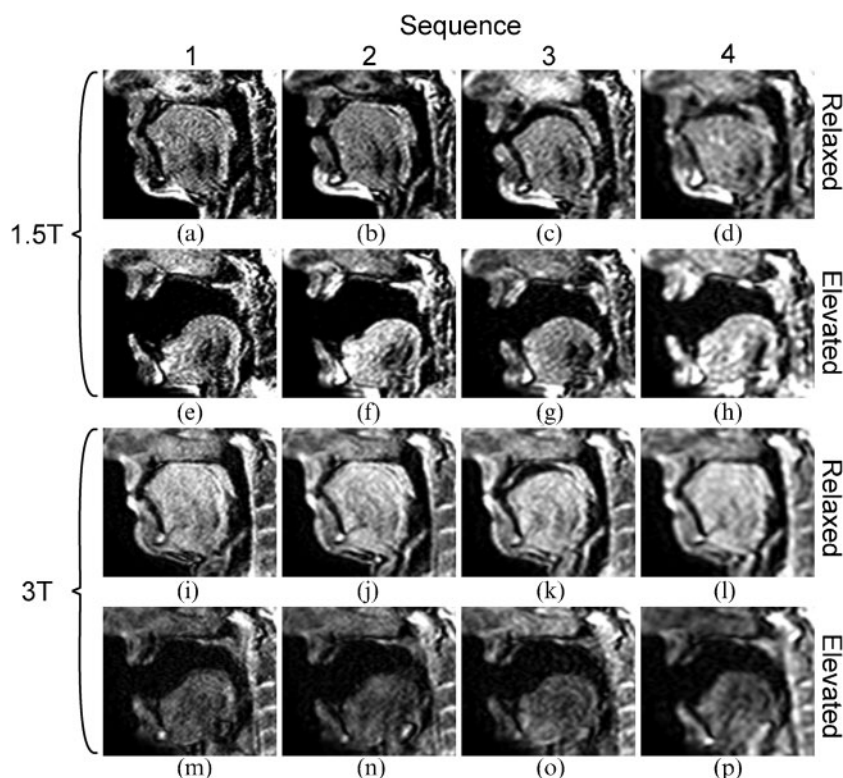 Sequence
1 2 3 4
1.5T
Relaxed
(a) (b) (c) (d)
Elevated
(e) (f) (g) (h)
3T
Relaxed
(i) (j) (k) (l)
Elevated
(m) (n) (o) (p)